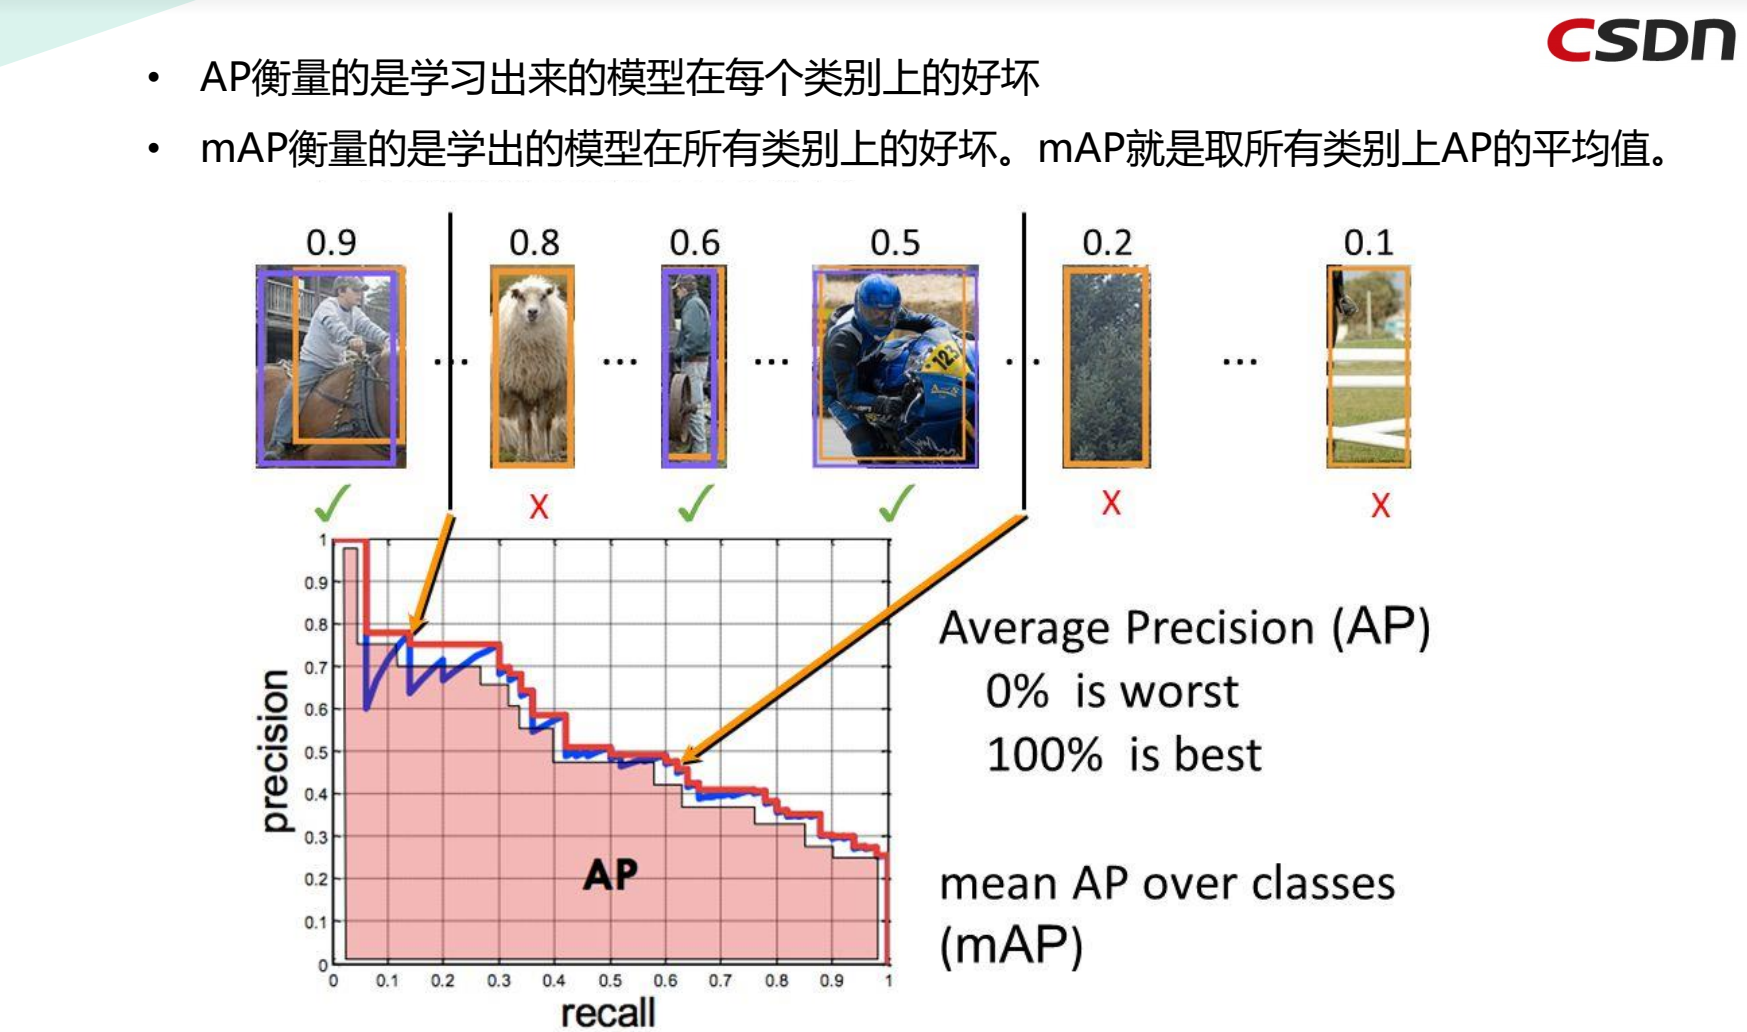 CSDN
• AP衡量的是学习出来的模型在每个类别上的好坏
• mAP衡量的是学出的模型在所有类别上的好坏。mAP就是取所有类别上AP的平均值。
0.9 0.8 0.6 0.5 0.2 0.1
... ... ... ... ...
123
✓ X ✓ ✓ X X
1
0.9
0.8
0.7
0.6
0.5
0.4
0.3
0.2
0.1
0
precision
AP
0 0.1 0.2 0.3 0.4 0.5 0.6 0.7 0.8 0.9 1
recall
Average Precision (AP)
0% is worst
100% is best
mean AP over classes
(mAP)